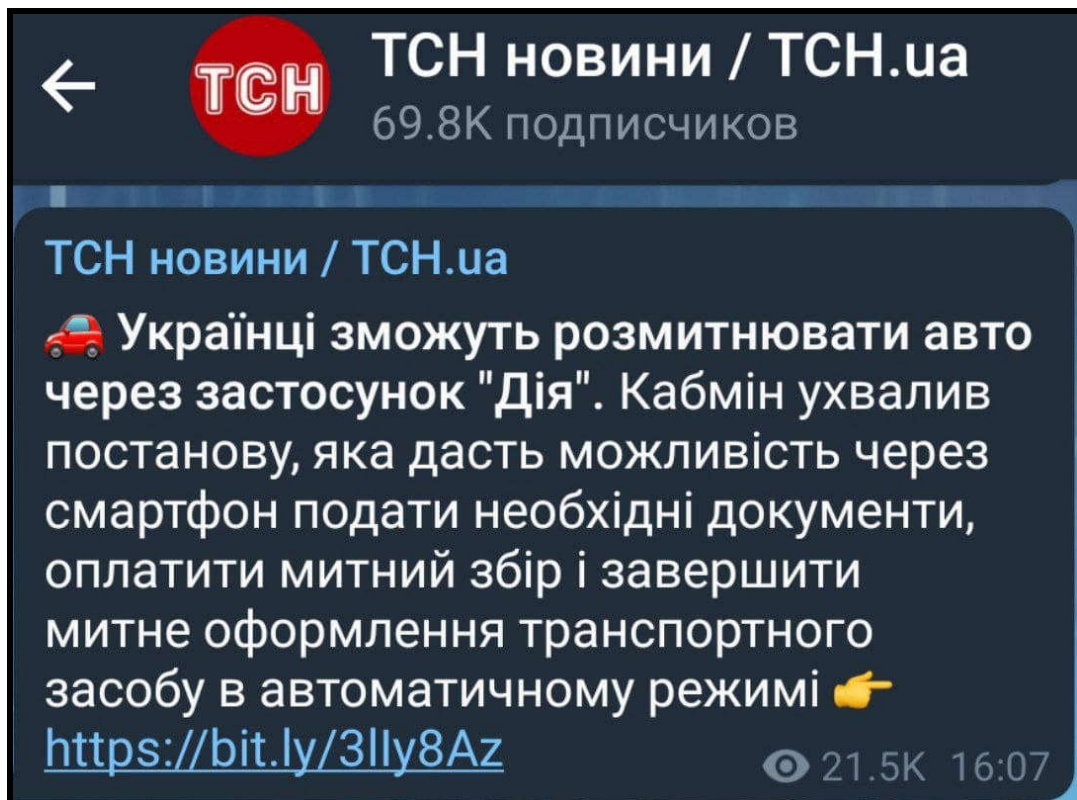 ТСН новини / ТСН.ua
ТСН
69.8K подписчиков
ТСН новини / ТСН.ua
🚗 Українці зможуть розмитнювати авто
через застосунок "Дія". Кабмін ухвалив
постанову, яка дасть можливість через
смартфон подати необхідні документи,
оплатити митний збір і завершити
митне оформлення транспортного
засобу в автоматичному режимі 👉
https://bit.ly/3lIy8Az
21.5K 16:07